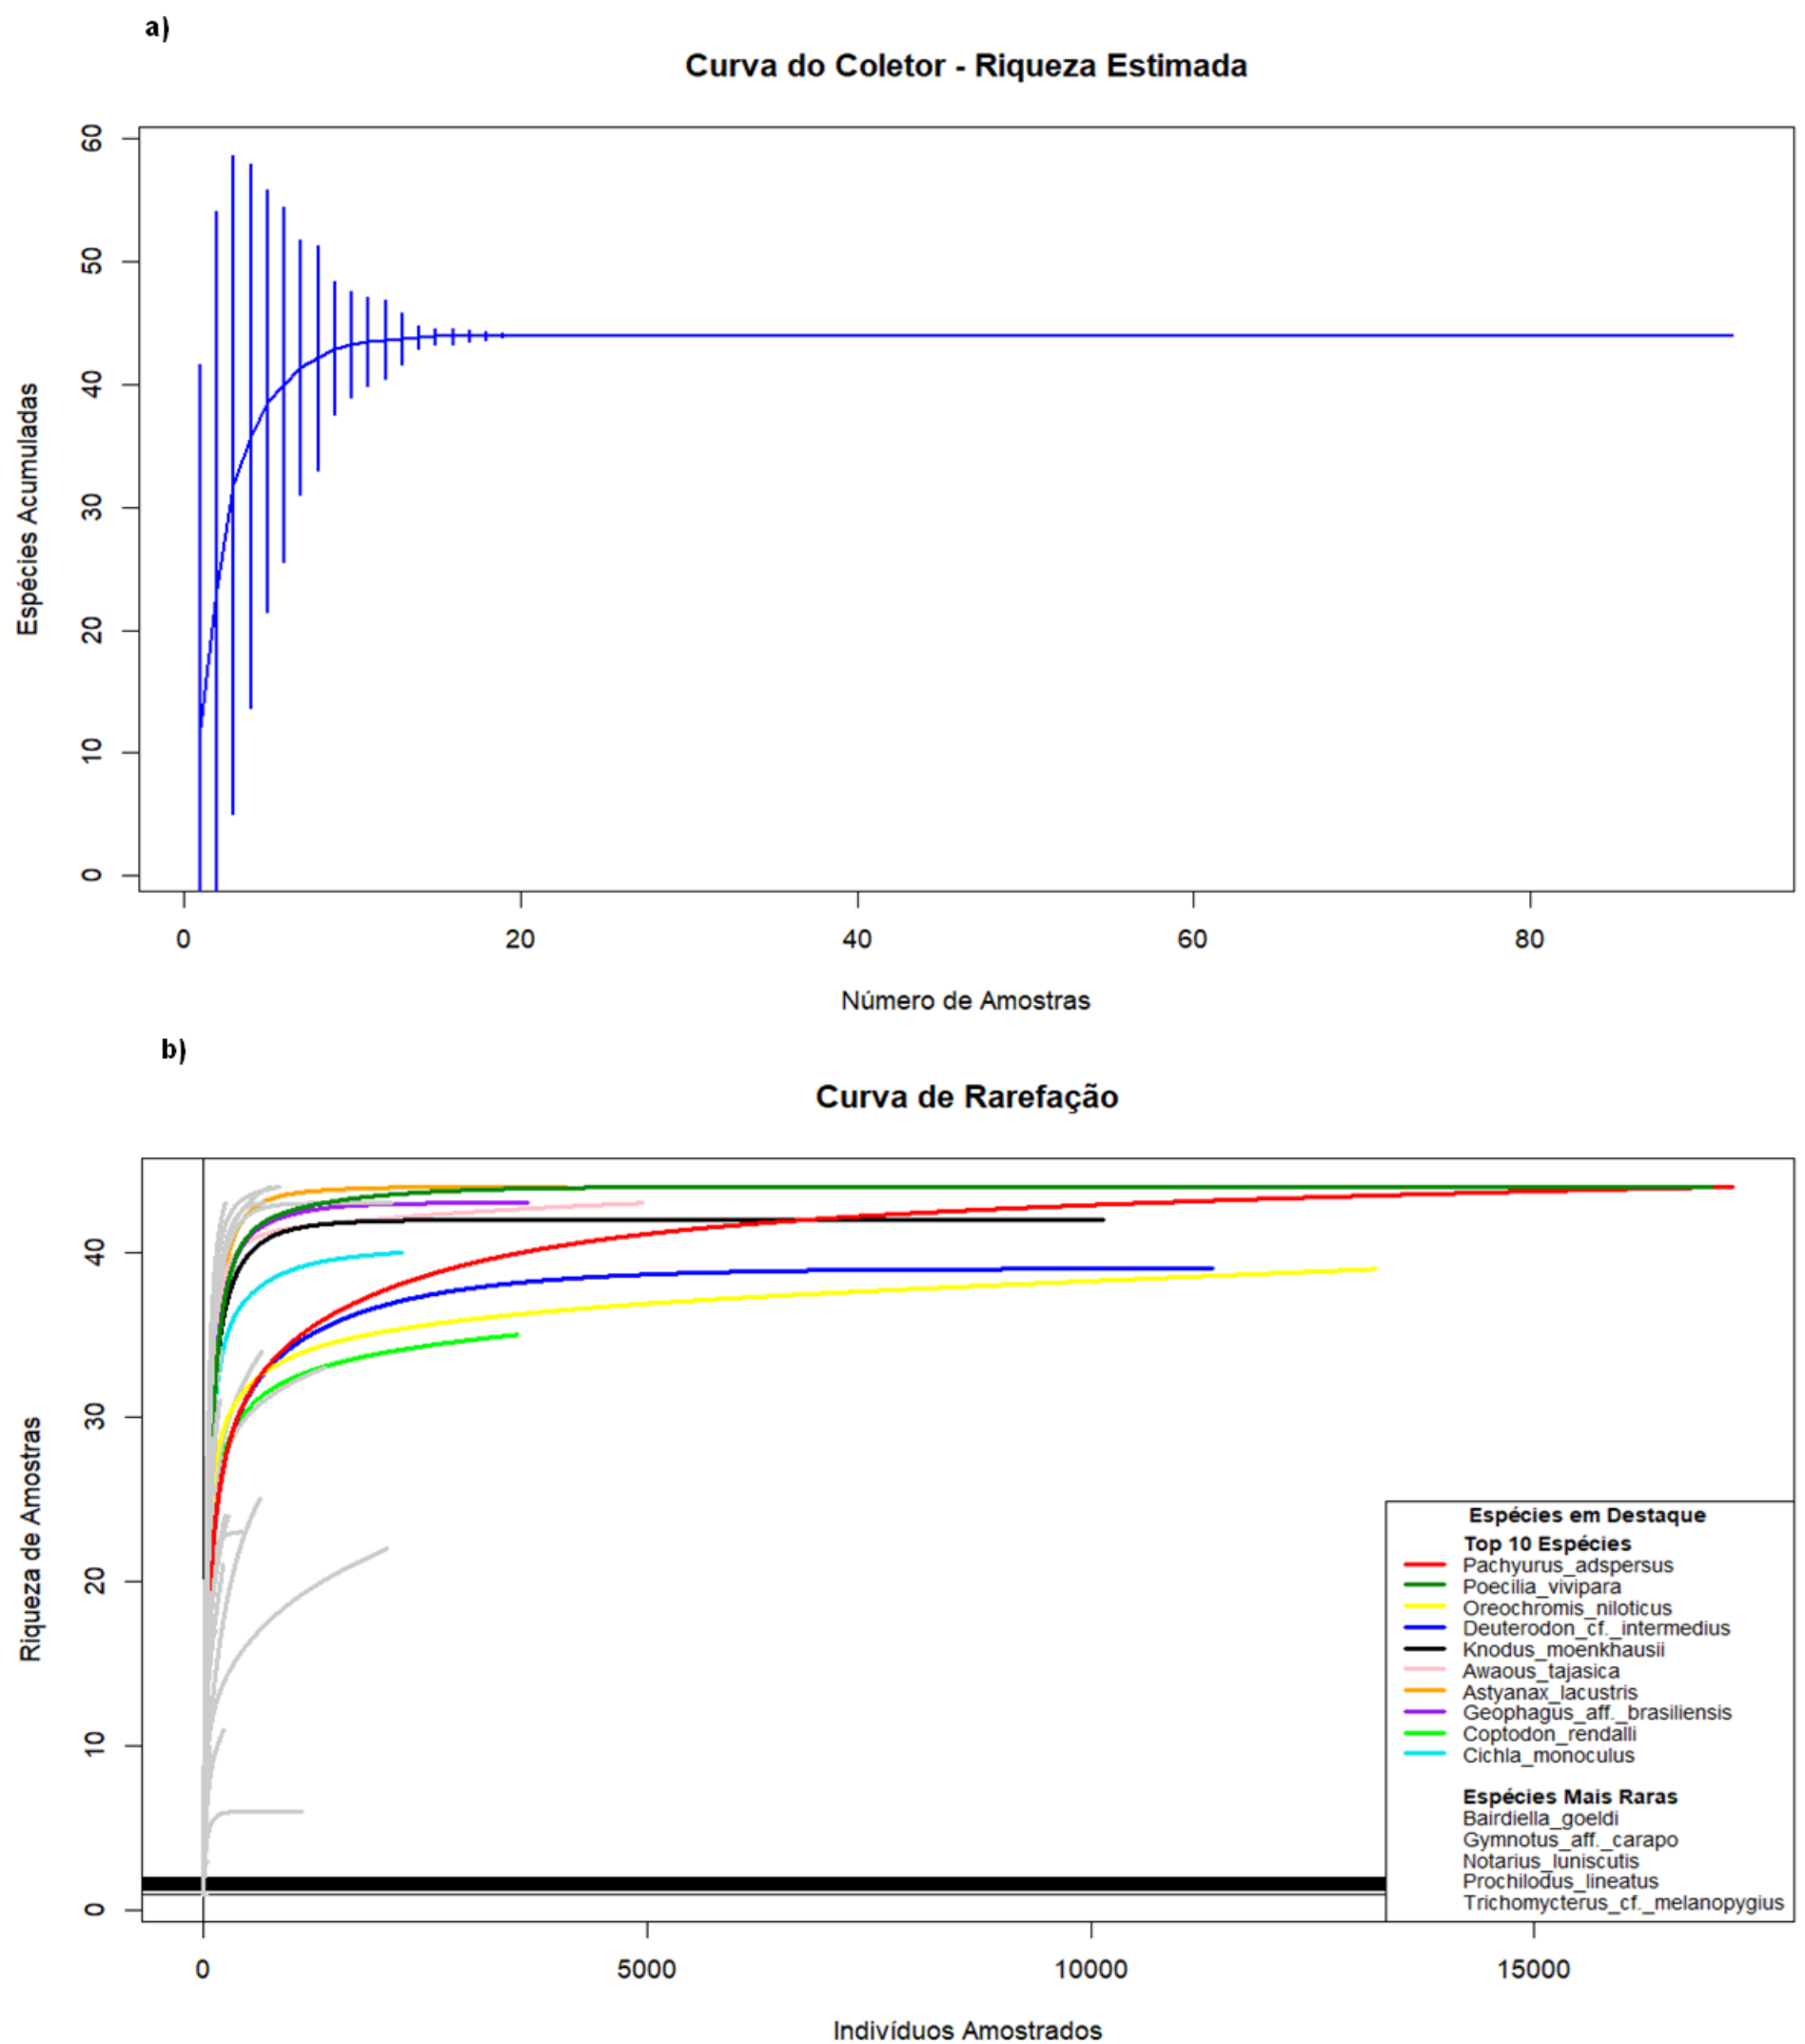 a)
Curva do Coletor - Riqueza Estimada
60
50
40
30
20
10
0
Espécies Acumuladas
0 20 40 60 80
Número de Amostras
b)
Curva de Rarefação
40
30
20
10
0
Riqueza de Amostras
Espécies em Destaque
Top 10 Espécies
Pachyurus_adspersus
Poecilia_vivipara
Oreochromis_niloticus
Deuterodon_cf._intermedius
Knodus_moenkhausii
Awaous_tajasica
Astyanax_lacustris
Geophagus_aff._brasiliensis
Coptodon_rendalli
Cichla_monoculus
Espécies Mais Raras
Bairdiella_goeldi
Gymnotus_aff._carapo
Notarius_luniscutis
Prochilodus_lineatus
Trichomycterus_cf._melanopygius
0 5000 10000 15000
Indivíduos Amostrados